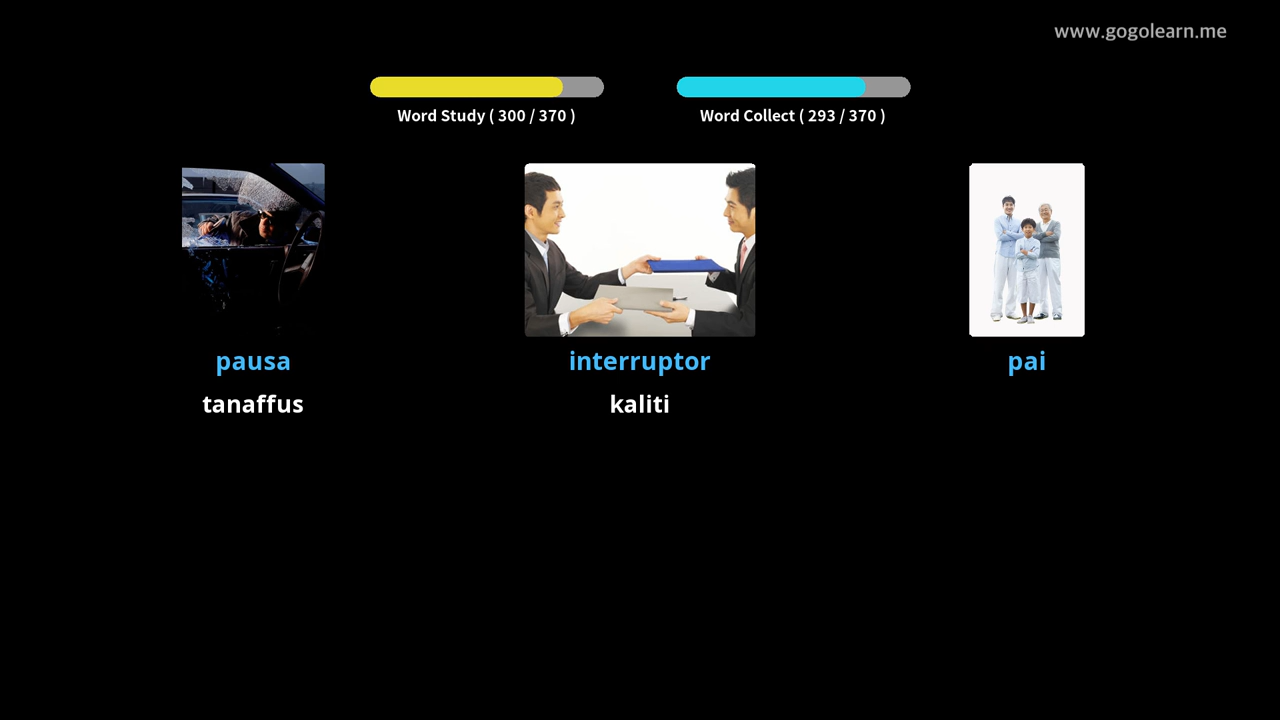 www.gogolearn.me
Word Study ( 300 / 370 )
Word Collect ( 293 / 370 )
pausa
tanaffus
interruptor
kaliti
pai